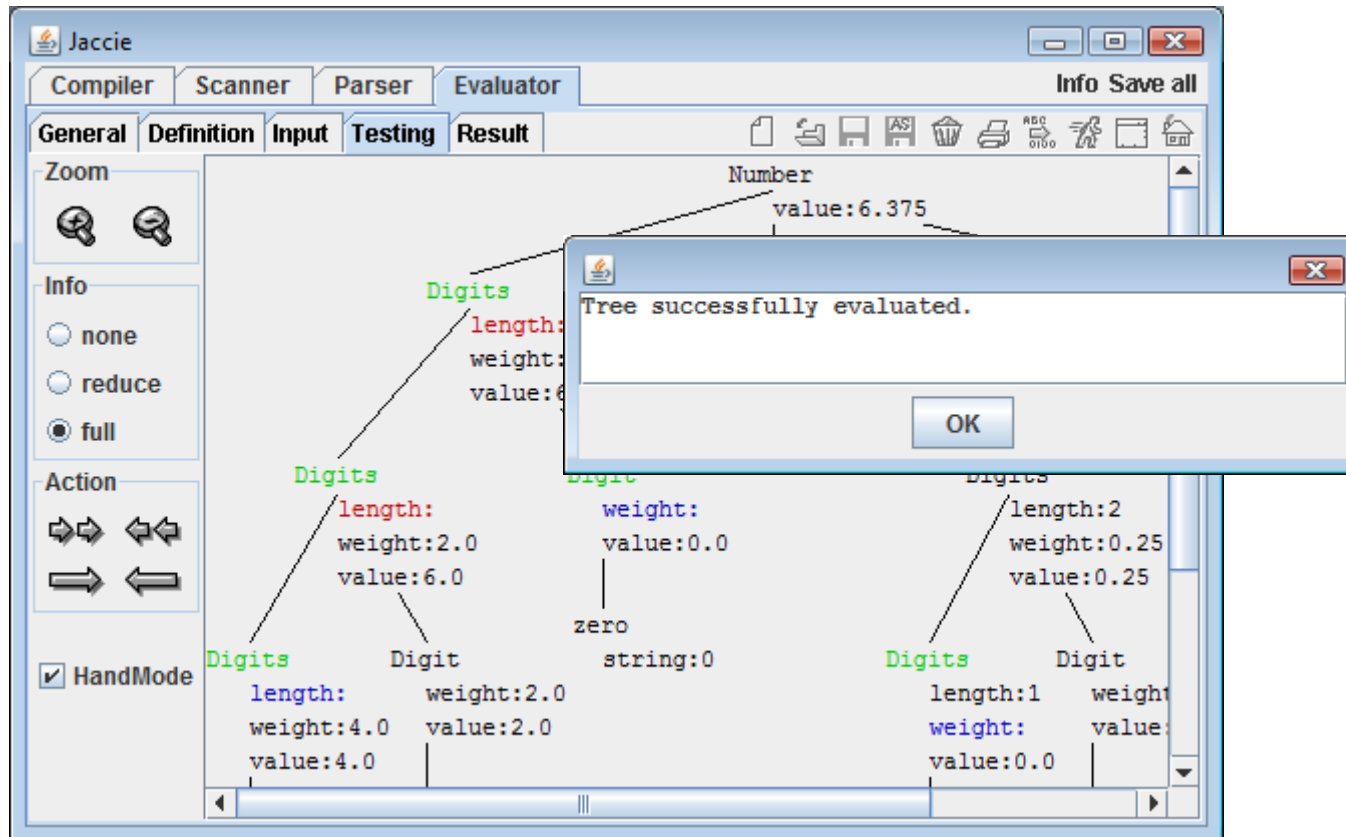 Jaccie
Compiler Scanner Parser Evaluator Info Save all
General Definition Input Testing Result
Zoom
Info
none
reduce
full
Action
HandMode
Number
value:6.375
Digits
length:
weight:
value:6
Tree successfully evaluated.
OK
Digits
length:
weight:2.0
value:6.0
Digit
weight:
value:0.0
Digits
length:2
weight:0.25
value:0.25
zero
string:0
Digits
length:
weight:4.0
value:4.0
Digit
weight:2.0
value:2.0
Digits
length:1
weight:
value:0.0
Digit
weight
value: